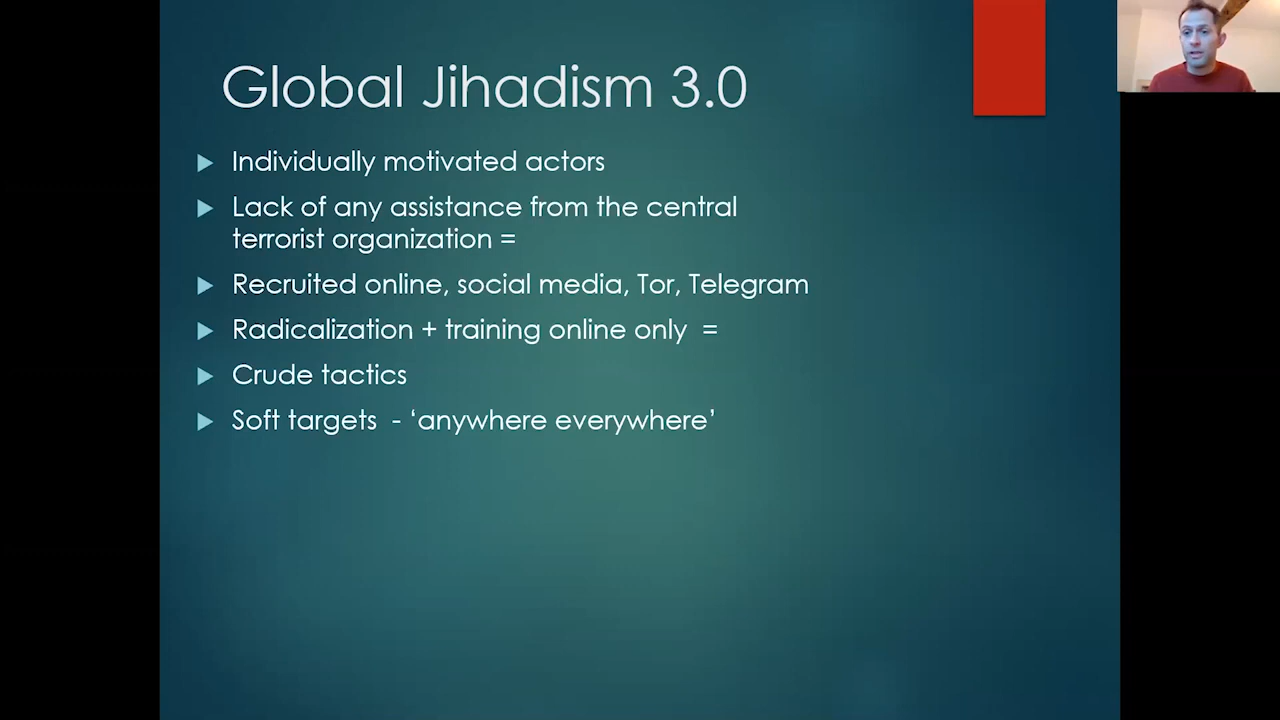 Global Jihadism 3.0
Individually motivated actors
Lack of any assistance from the central
terrorist organization =
Recruited online, social media, Tor, Telegram
Radicalization + training online only  =
Crude tactics
Soft targets  - ‘anywhere everywhere’